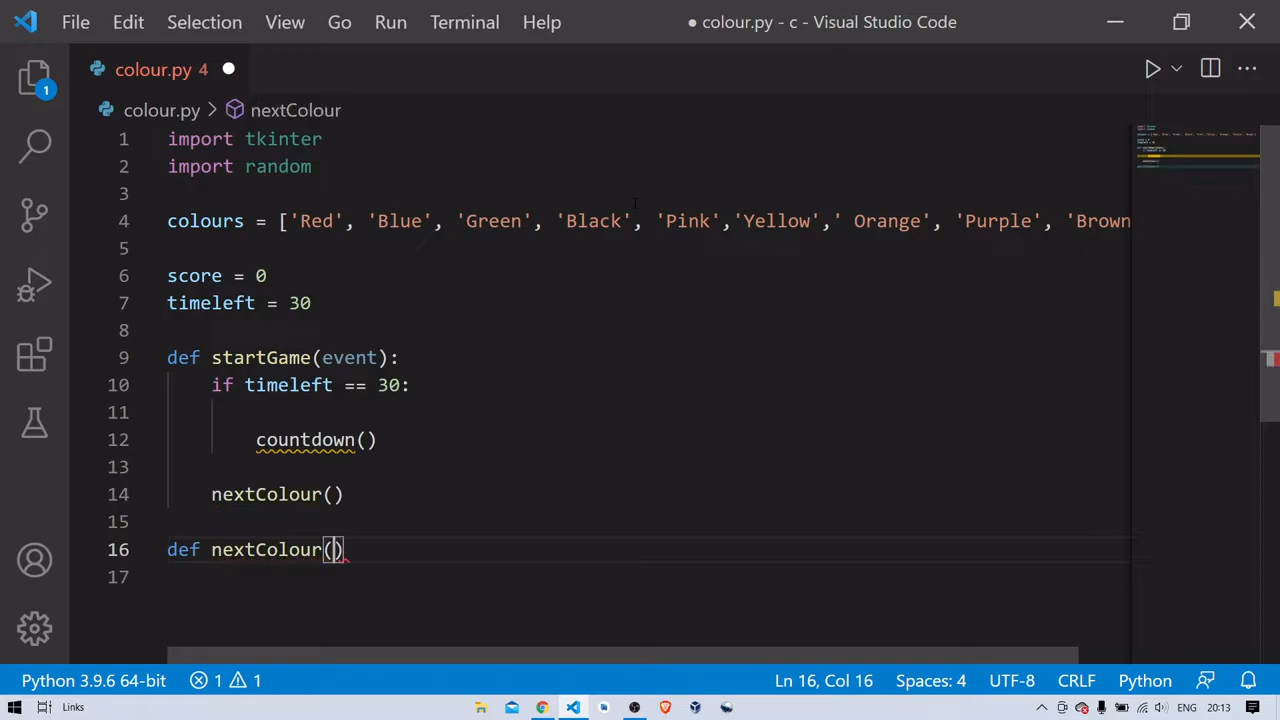 File Edit Selection View Go Run Terminal Help ● colour.py - c - Visual Studio Code
colour.py 4
1
colour.py > nextColour
1 import tkinter
2 import random
3
4 colours = ['Red', 'Blue', 'Green', 'Black', 'Pink','Yellow',' Orange', 'Purple', 'Brown
5
6 score = 0
7 timeleft = 30
8
9 def startGame(event):
10 if timeleft == 30:
11
12 countdown()
13
14 nextColour()
15
16 def nextColour()
17
Python 3.9.6 64-bit 1 1 Ln 16, Col 16 Spaces: 4 UTF-8 CRLF Python
Links 20:13